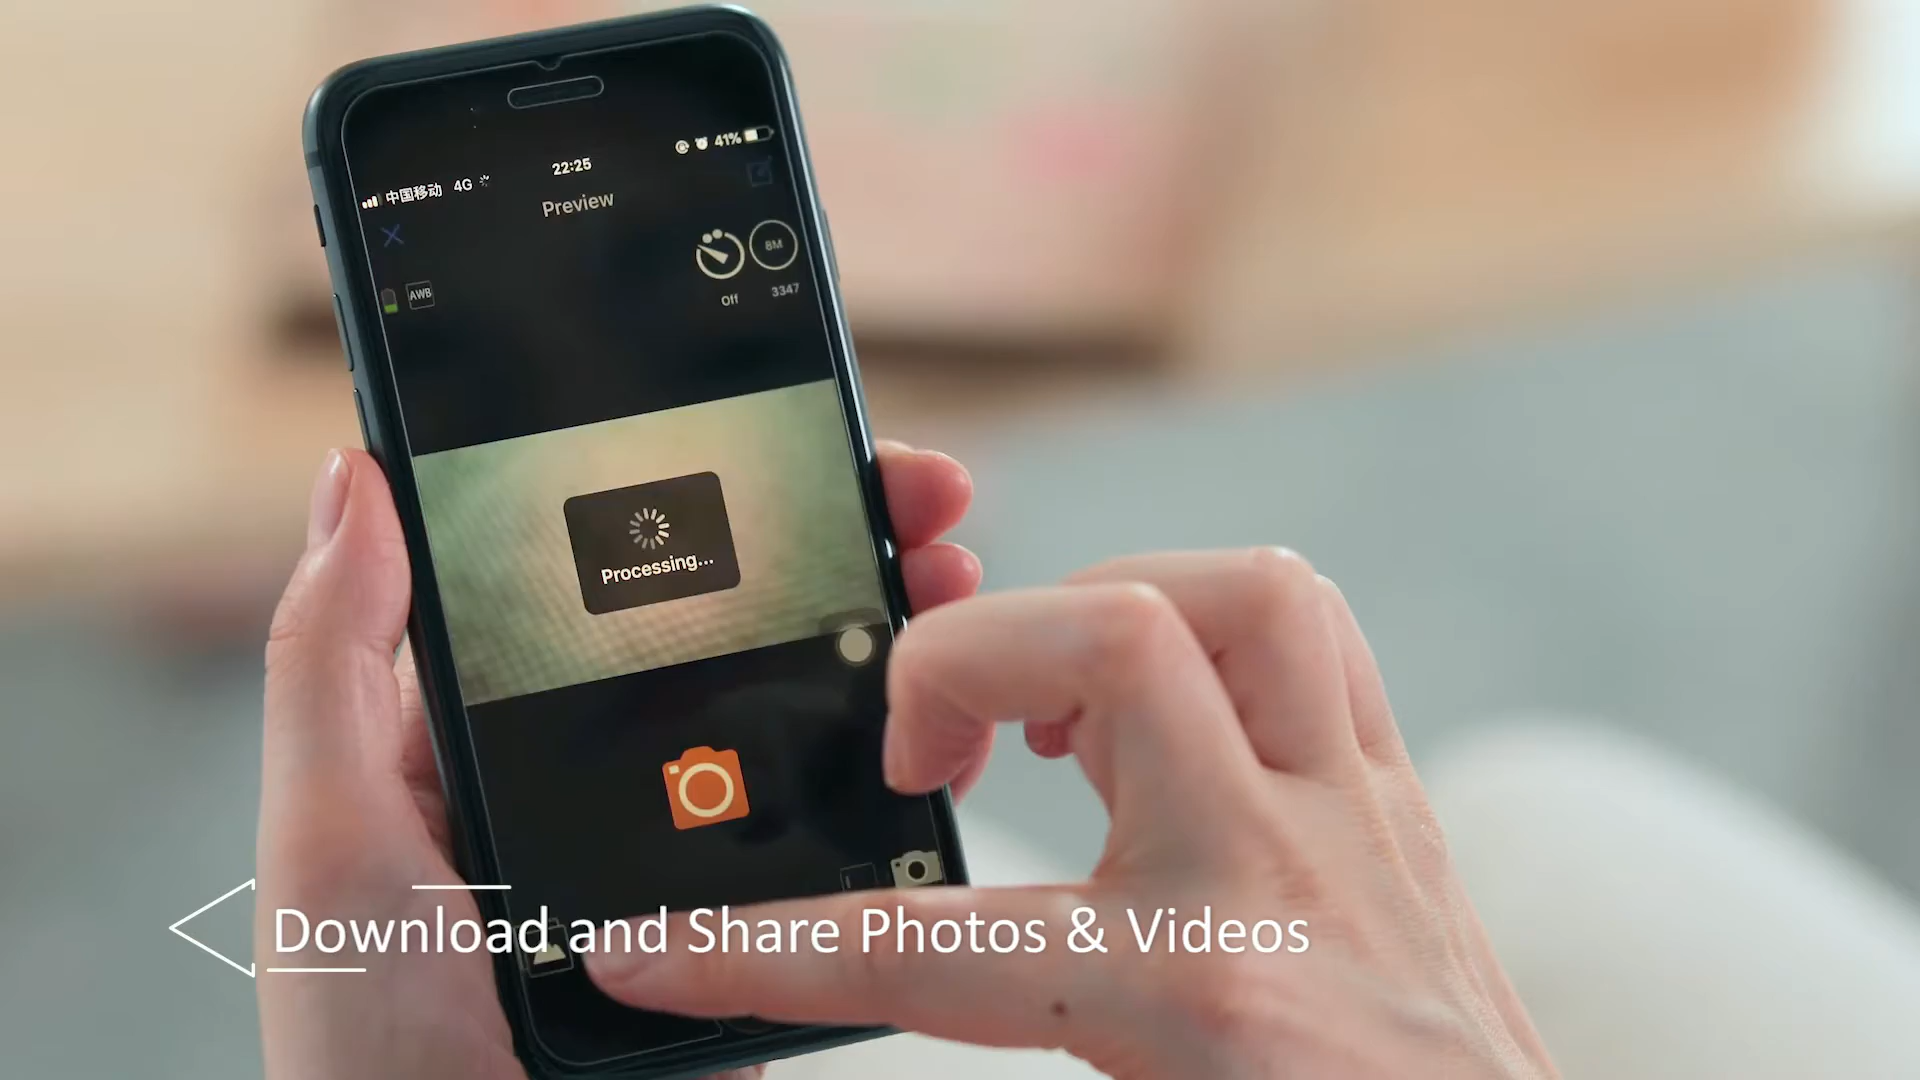 中国移动 4G
22:25
41%
Preview
8M
AWB
Off
3347
Processing...
Download and Share Photos & Videos